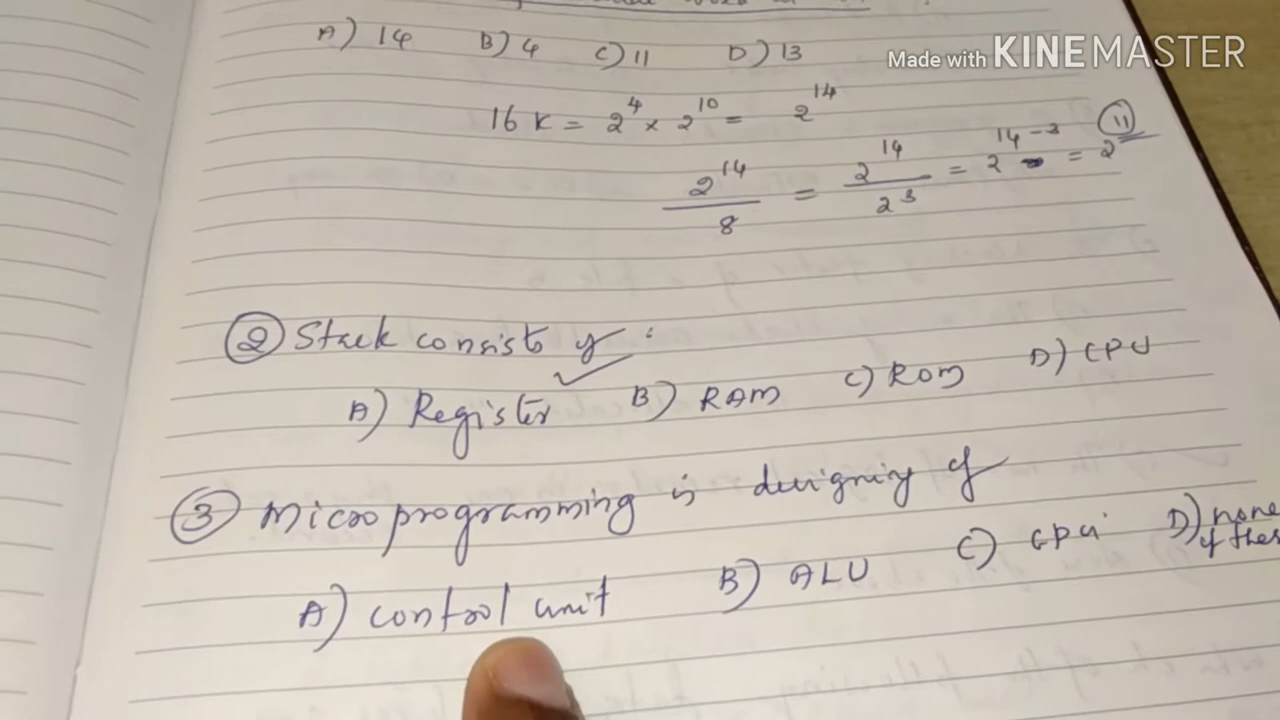 A) 14 B) 4 C) 11 D) 13
Made with KINEMASTER
16 K = 2^4 x 2^10 = 2^14
2^14 / 8 = 2^14 / 2^3 = 2^14-3 = 2^11
② Stack consists of :
A) Register B) RAM C) ROM D) CPU
③ Microprogramming is designing of
A) control unit B) ALU C) CPU D) none of these